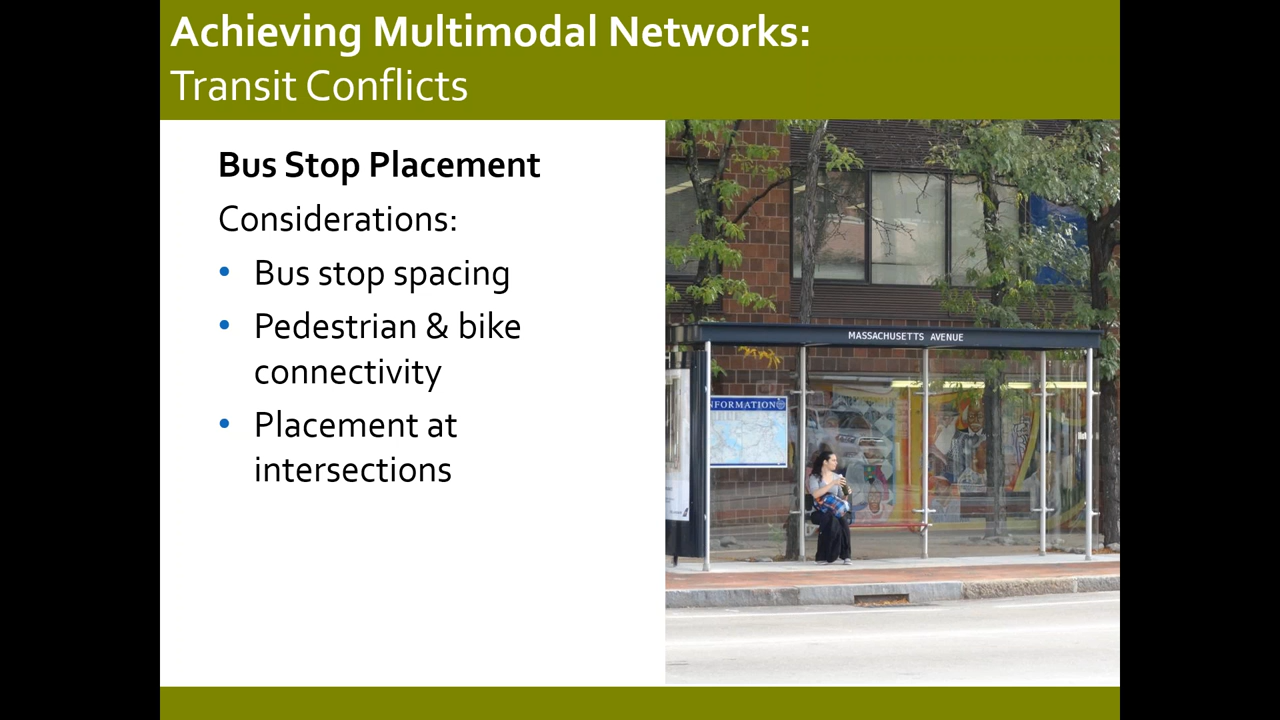 Achieving Multimodal Networks:
Transit Conflicts
Bus Stop Placement
Considerations:
• Bus stop spacing
• Pedestrian & bike
connectivity
• Placement at
intersections
MASSACHUSETTS AVENUE
NFORMATION